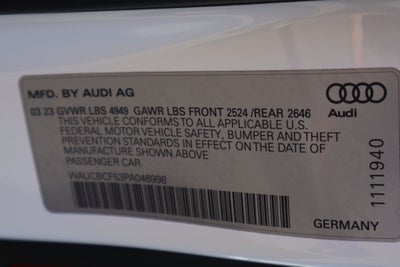 MFD. BY AUDI AG
03 23 GVWR LBS 4949 GAWR LBS FRONT 2524 /REAR 2646
THIS VEHICLE CONFORMS TO ALL APPLICABLE U.S.
FEDERAL MOTOR VEHICLE SAFETY, BUMPER AND THEFT
PREVENTION STANDARDS IN EFFECT ON THE DATE OF
MANUFACTURE SHOWN ABOVE
PASSENGER CAR
WAUCBCF53PA046998
Audi
1111940
GERMANY